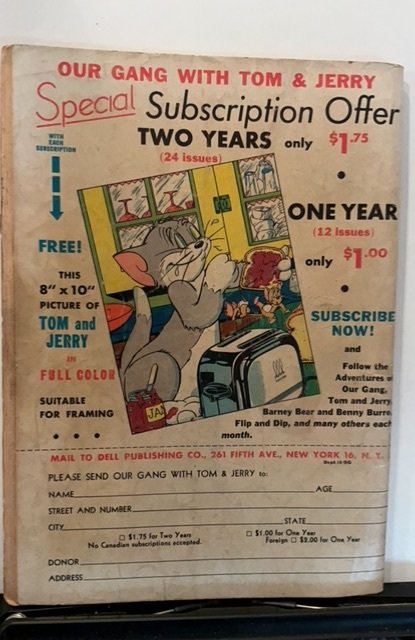 OUR GANG WITH TOM & JERRY
Special Subscription Offer
WITH
EACH
SUBSCRIPTION
TWO YEARS only $1.75
(24 issues)
ONE YEAR
(12 issues)
only $1.00
FREE!
THIS
8" x 10"
PICTURE OF
TOM and
JERRY
IN
FULL COLOR
SUITABLE
FOR FRAMING
JAM
SUBSCRIBE
NOW!
and
Follow the
Adventures of
Our Gang,
Tom and Jerry,
Barney Bear and Benny Burro
Flip and Dip, and many others each
month.
MAIL TO DELL PUBLISHING CO., 261 FIFTH AVE., NEW YORK 16, N. Y.
PLEASE SEND OUR GANG WITH TOM & JERRY to:
NAME AGE
STREET AND NUMBER
CITY STATE
□ $1.75 for Two Years □ $1.00 for One Year
No Canadian subscriptions accepted. Foreign □ $2.00 for One Year
DONOR
ADDRESS